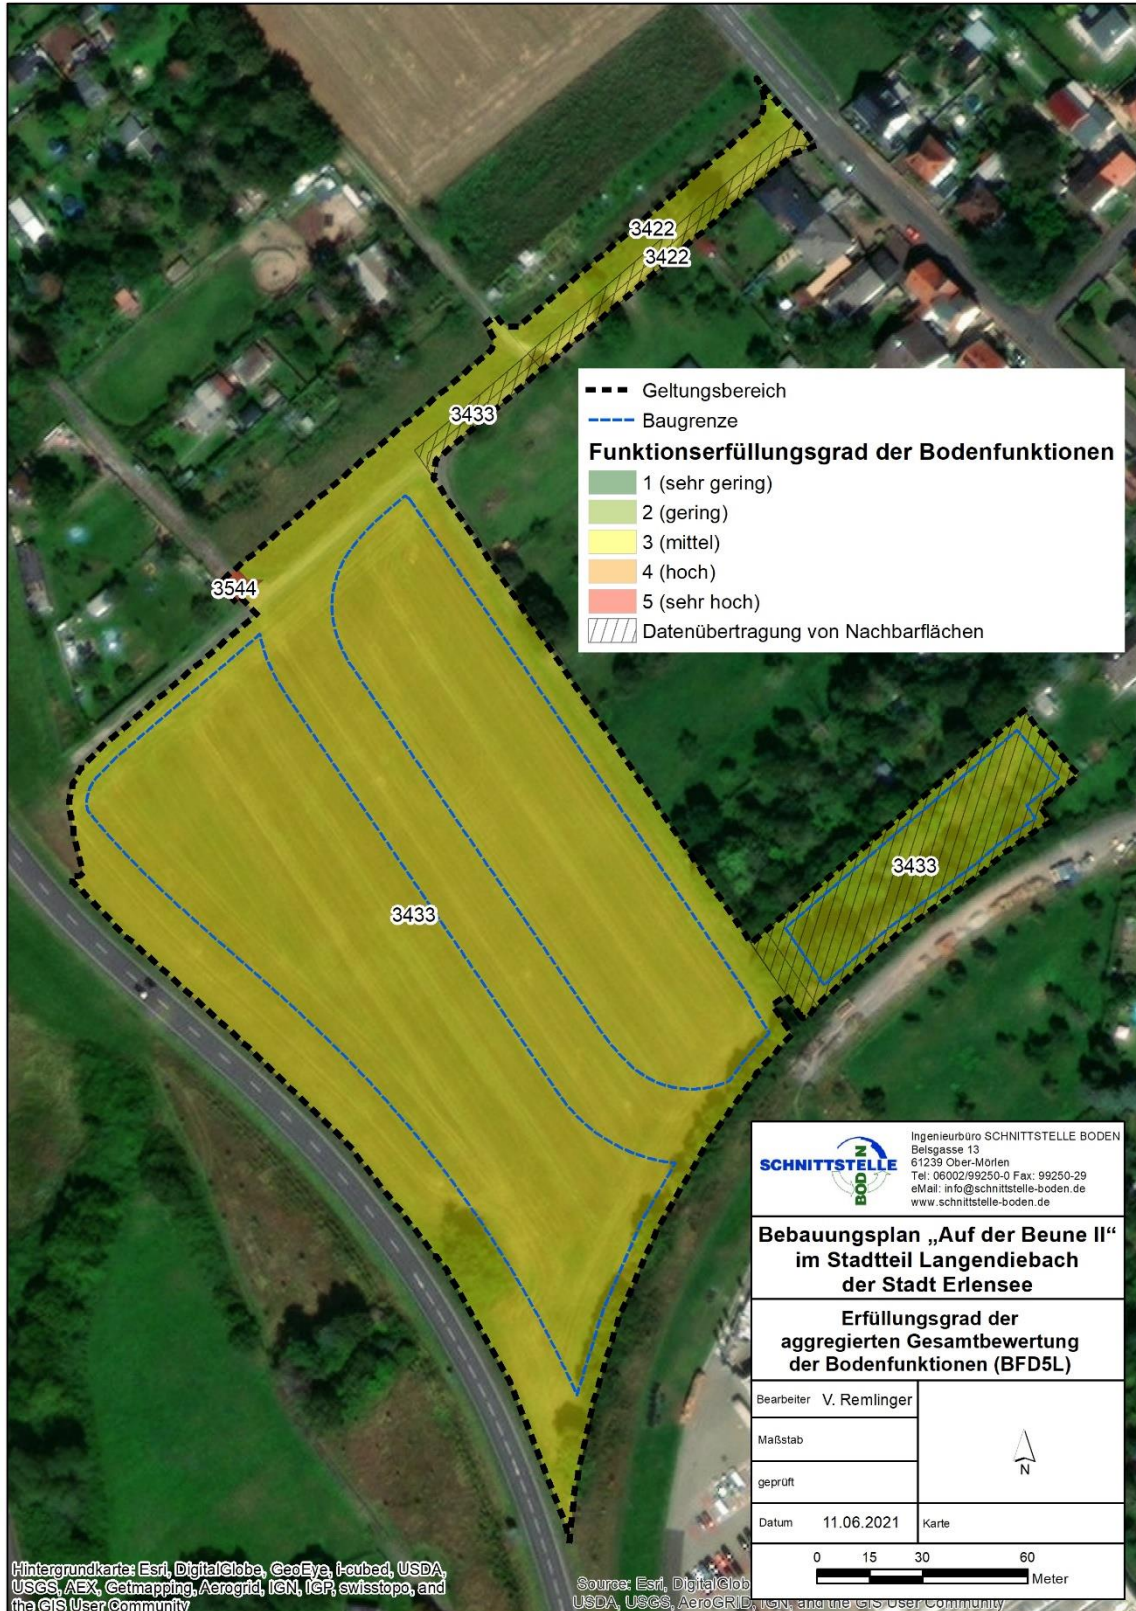 3422
3422
3433
3544
3433
3433
Geltungsbereich
Baugrenze
Funktionserfüllungsgrad der Bodenfunktionen
1 (sehr gering)
2 (gering)
3 (mittel)
4 (hoch)
5 (sehr hoch)
Datenübertragung von Nachbarflächen
SCHNITTSTELLE
BODEN
Ingenieurbüro SCHNITTSTELLE BODEN
Belsgasse 13
61239 Ober-Mörlen
Tel: 06002/99250-0 Fax: 99250-29
eMail: info@schnittstelle-boden.de
www.schnittstelle-boden.de
Bebauungsplan „Auf der Beune II“
im Stadtteil Langendiebach
der Stadt Erlensee
Erfüllungsgrad der
aggregierten Gesamtbewertung
der Bodenfunktionen (BFD5L)
Bearbeiter V. Remlinger
Maßstab
geprüft
Datum 11.06.2021
Karte
N
0 15 30 60
Meter
Hintergrundkarte: Esri, DigitalGlobe, GeoEye, i-cubed, USDA,
USGS, AEX, Getmapping, Aerogrid, IGN, IGP, swisstopo, and
the GIS User Community
Source: Esri, DigitalGlob
USDA, USGS, AeroGRID, IGN, and the GIS User Community